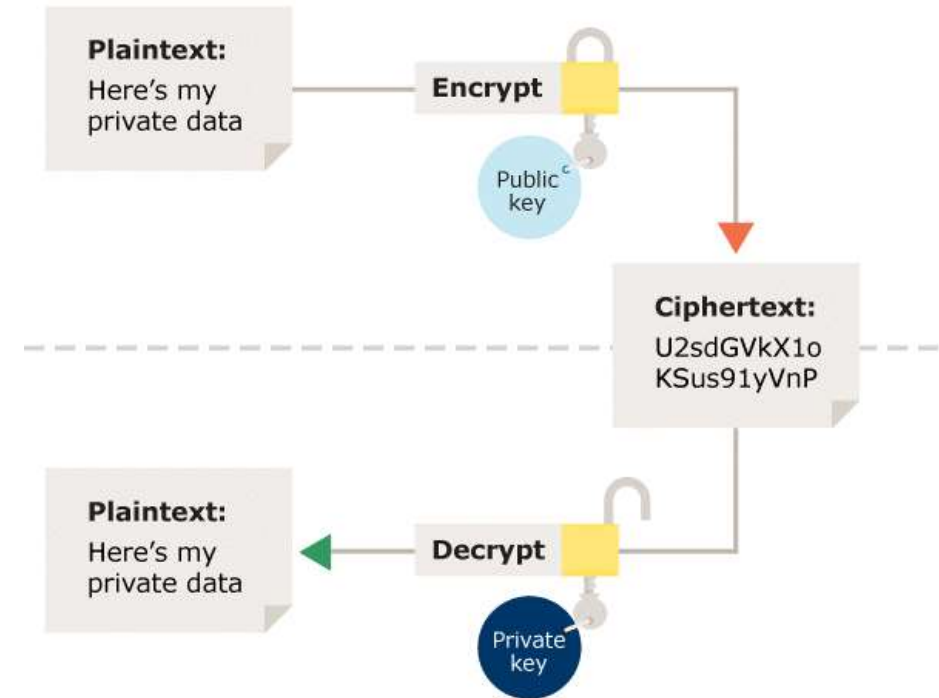 Plaintext:
Here's my
private data
Encrypt
Public c
key
Ciphertext:
U2sdGVkX1o
KSus91yVnP
Plaintext:
Here's my
private data
Decrypt
Private
key